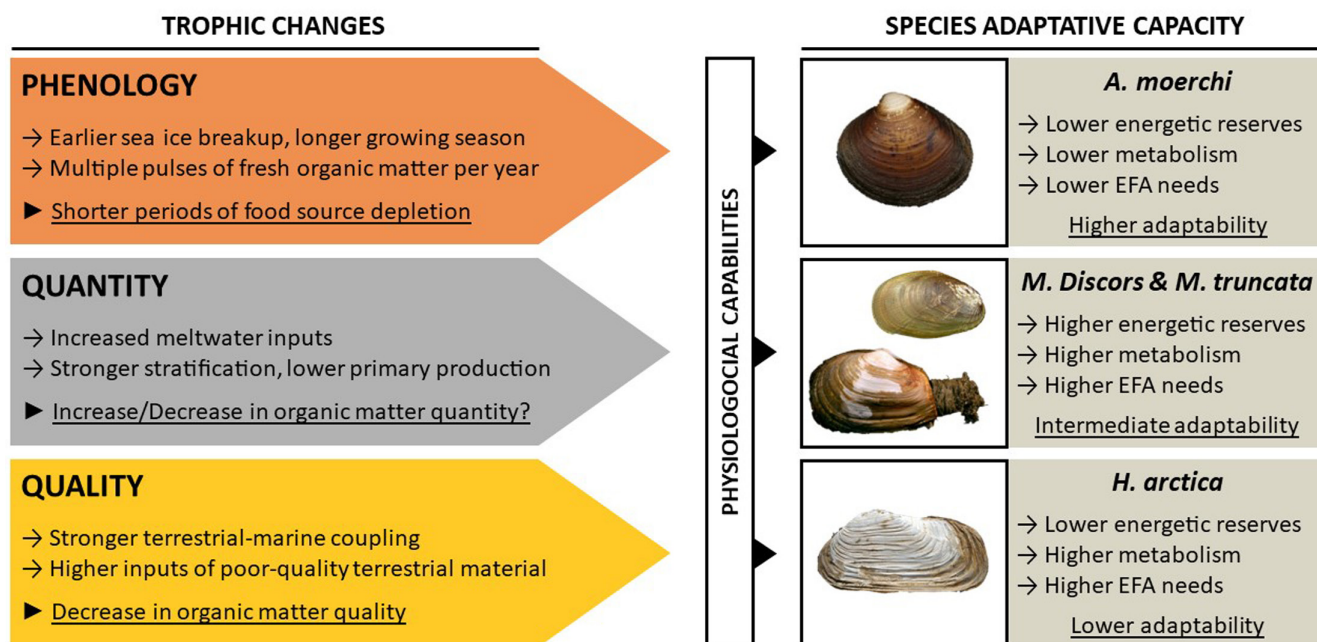 TROPHIC CHANGES
PHENOLOGY
→ Earlier sea ice breakup, longer growing season
→ Multiple pulses of fresh organic matter per year
► Shorter periods of food source depletion
QUANTITY
→ Increased meltwater inputs
→ Stronger stratification, lower primary production
► Increase/Decrease in organic matter quantity?
QUALITY
→ Stronger terrestrial-marine coupling
→ Higher inputs of poor-quality terrestrial material
► Decrease in organic matter quality
PHYSIOLOGOCIAL CAPABILITIES
SPECIES ADAPTATIVE CAPACITY
A. moerchi
→ Lower energetic reserves
→ Lower metabolism
→ Lower EFA needs
Higher adaptability
M. Discors & M. truncata
→ Higher energetic reserves
→ Higher metabolism
→ Higher EFA needs
Intermediate adaptability
H. arctica
→ Lower energetic reserves
→ Higher metabolism
→ Higher EFA needs
Lower adaptability